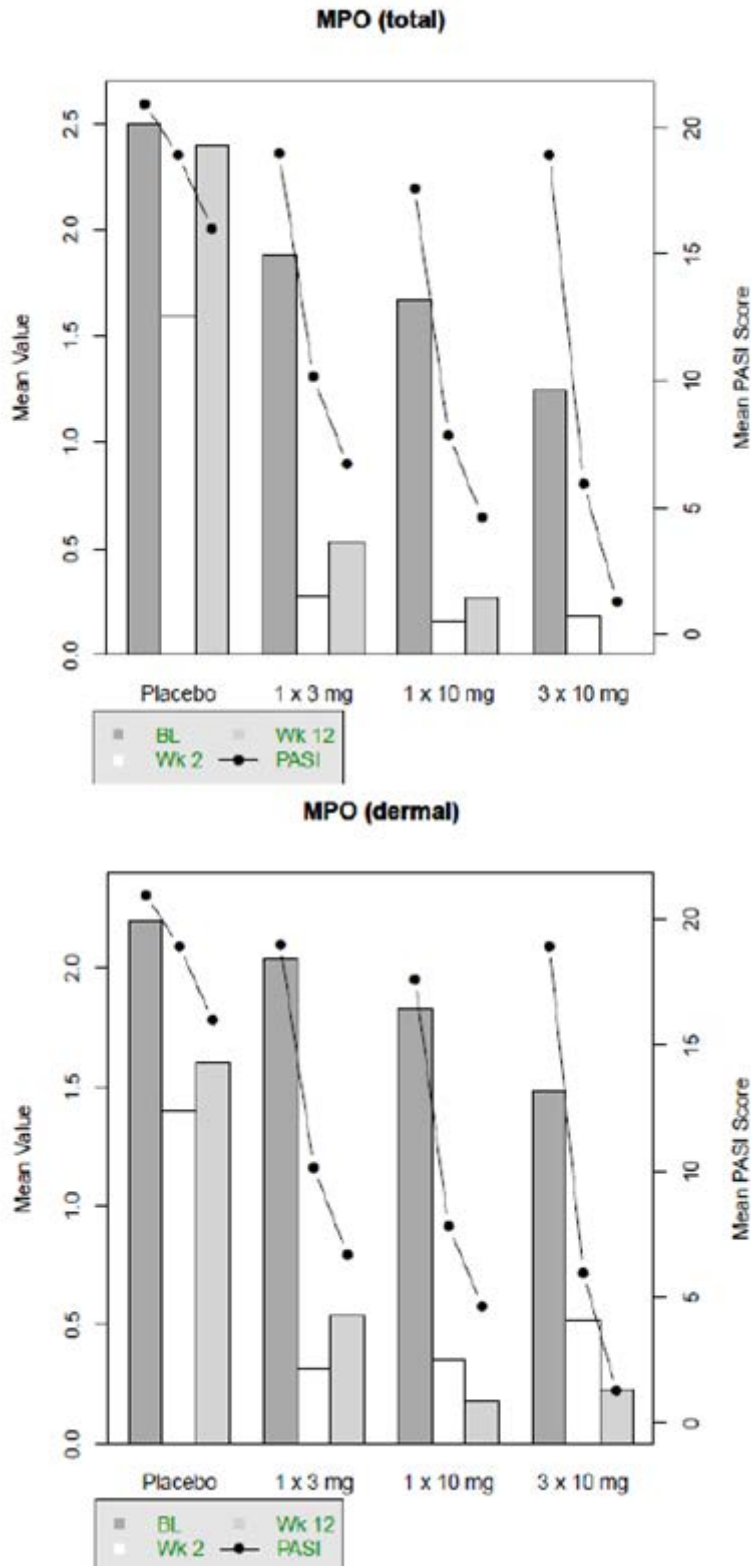 MPO (total)
2.5
2.0
1.5
1.0
0.5
0.0
Mean Value
20
15
10
5
0
Mean PASI Score
Placebo 1 x 3 mg 1 x 10 mg 3 x 10 mg
BL Wk 12
Wk 2 PASI
MPO (dermal)
2.0
1.5
1.0
0.5
0.0
Mean Value
20
15
10
5
0
Mean PASI Score
Placebo 1 x 3 mg 1 x 10 mg 3 x 10 mg
BL Wk 12
Wk 2 PASI